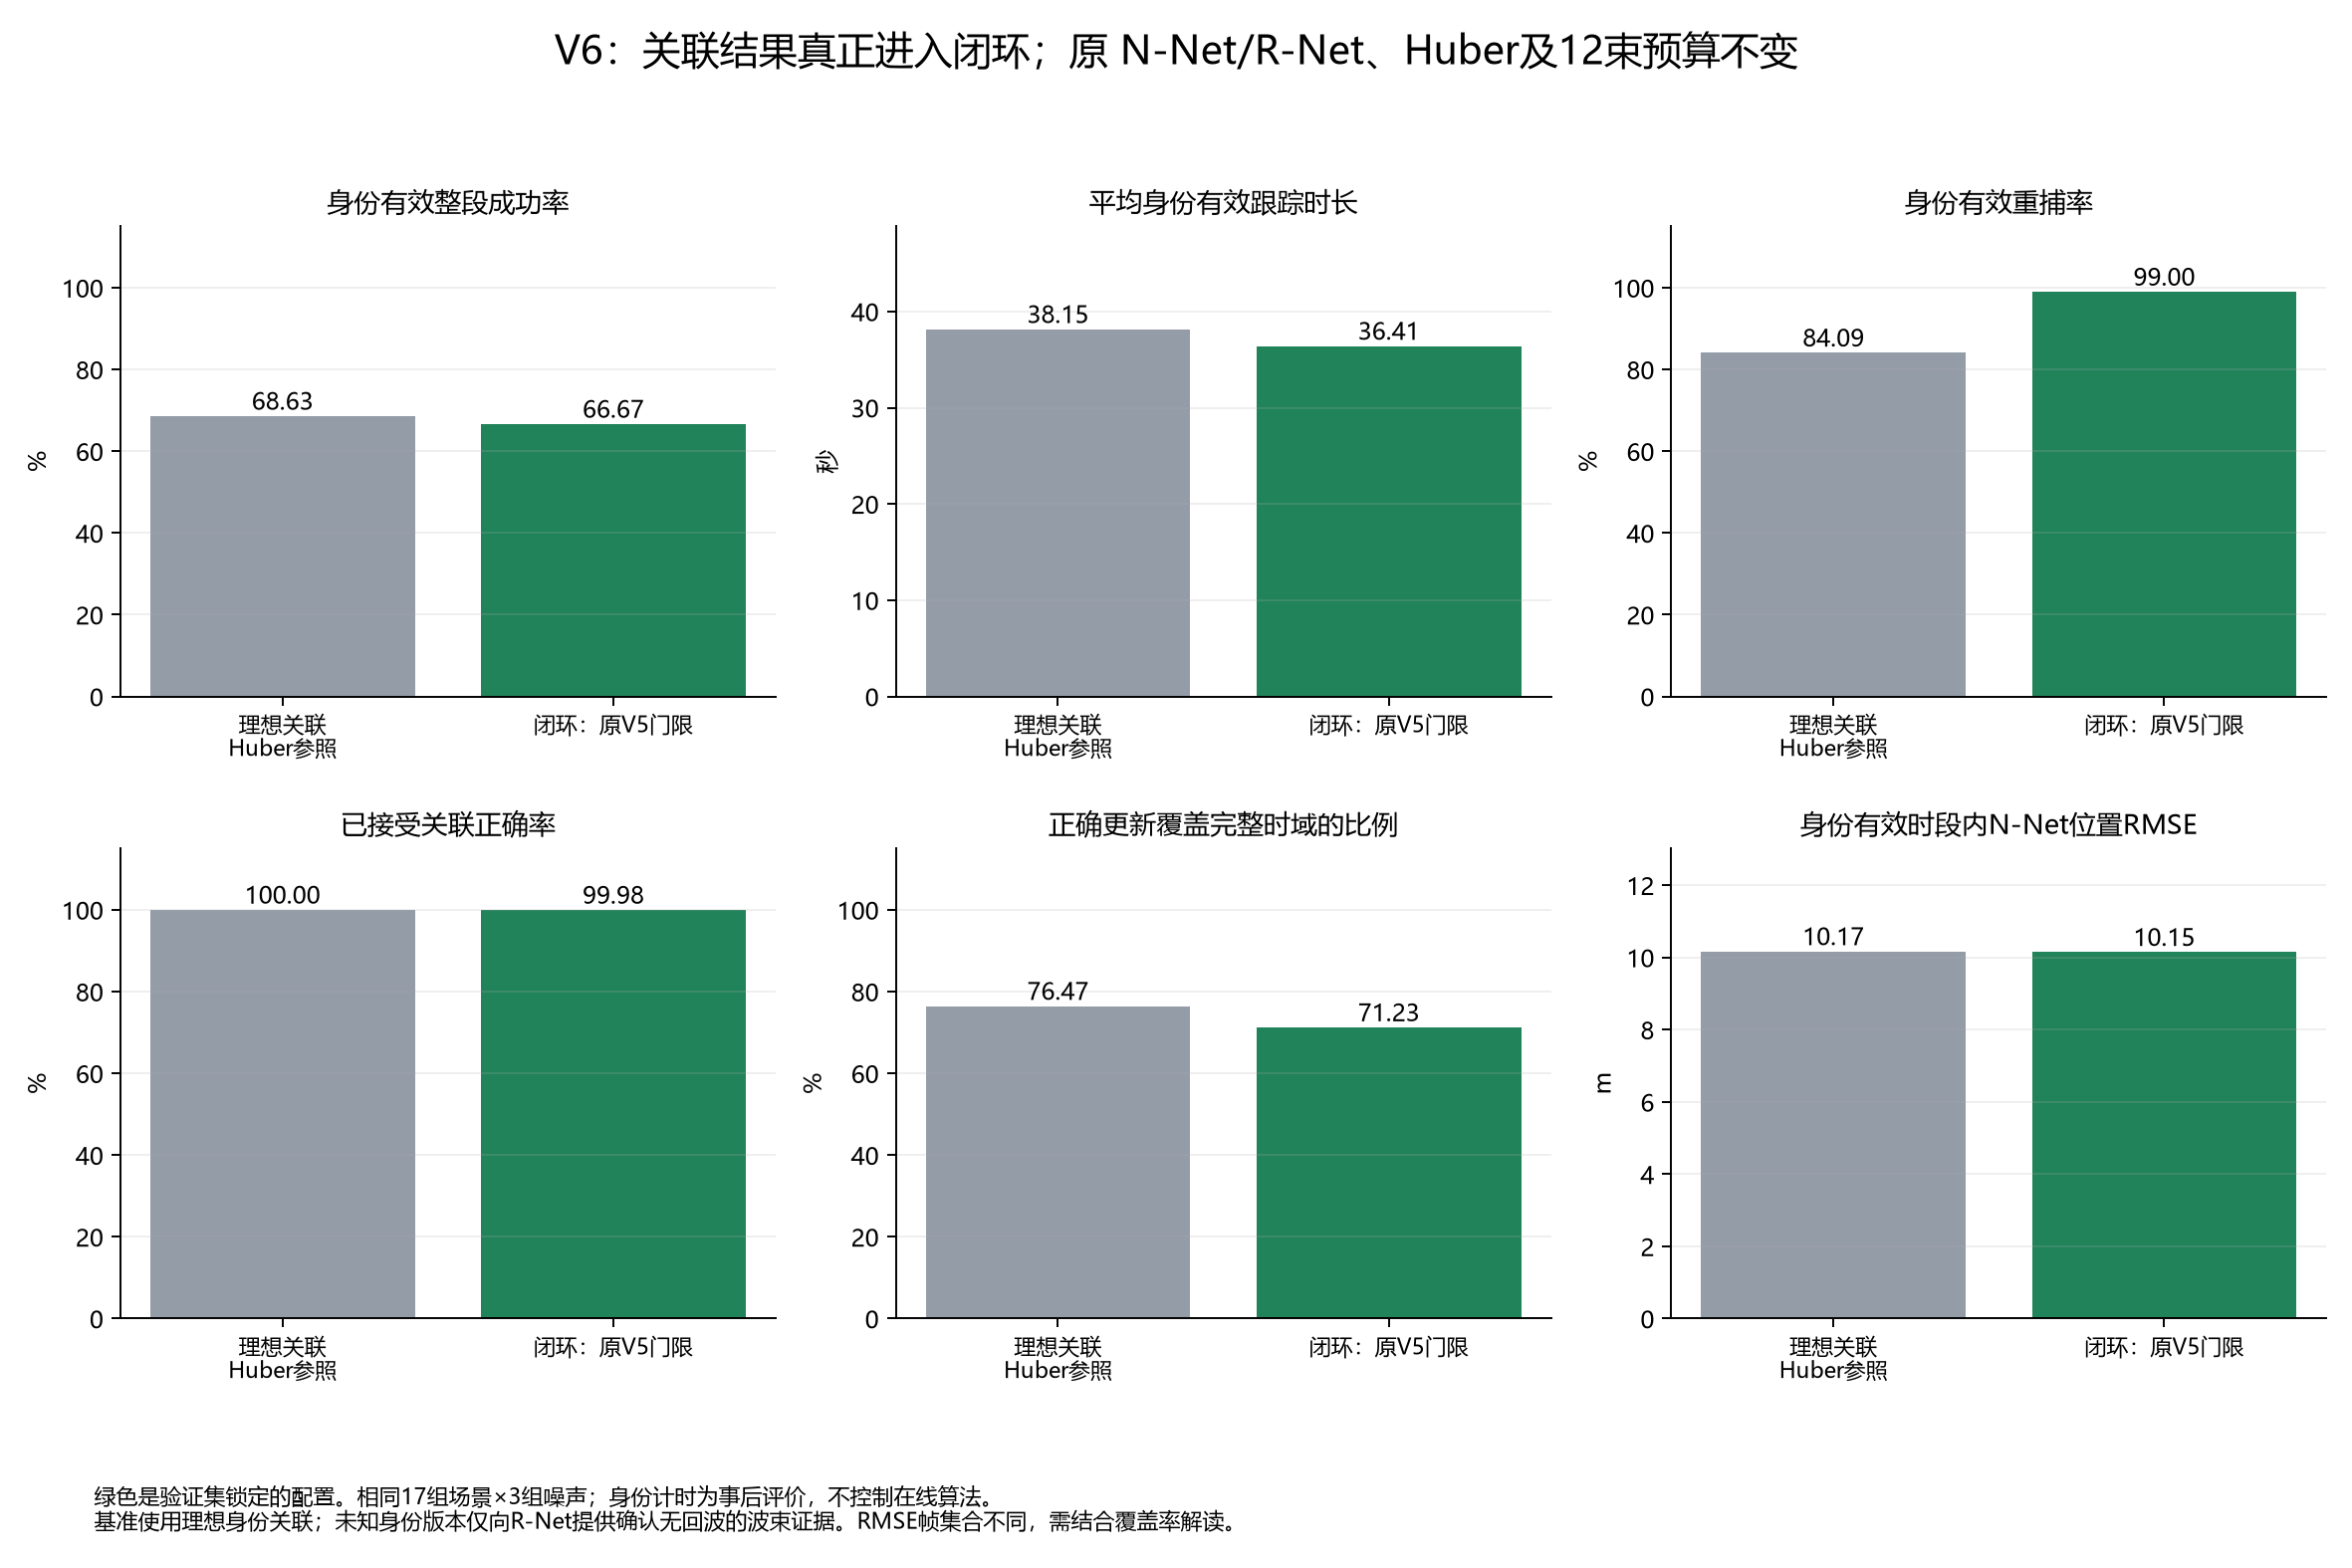 V6：关联结果真正进入闭环；原 N-Net/R-Net、Huber及12束预算不变
身份有效整段成功率
%
100
80
60
40
20
0
68.63
66.67
理想关联
Huber参照
闭环：原V5门限
平均身份有效跟踪时长
秒
40
30
20
10
0
38.15
36.41
理想关联
Huber参照
闭环：原V5门限
身份有效重捕率
%
100
80
60
40
20
0
84.09
99.00
理想关联
Huber参照
闭环：原V5门限
已接受关联正确率
%
100
80
60
40
20
0
100.00
99.98
理想关联
Huber参照
闭环：原V5门限
正确更新覆盖完整时域的比例
%
100
80
60
40
20
0
76.47
71.23
理想关联
Huber参照
闭环：原V5门限
身份有效时段内N-Net位置RMSE
m
12
10
8
6
4
2
0
10.17
10.15
理想关联
Huber参照
闭环：原V5门限
绿色是验证集锁定的配置。相同17组场景×3组噪声；身份计时为事后评价，不控制在线算法。
基准使用理想身份关联；未知身份版本仅向R-Net提供确认无回波的波束证据。RMSE帧集合不同，需结合覆盖率解读。